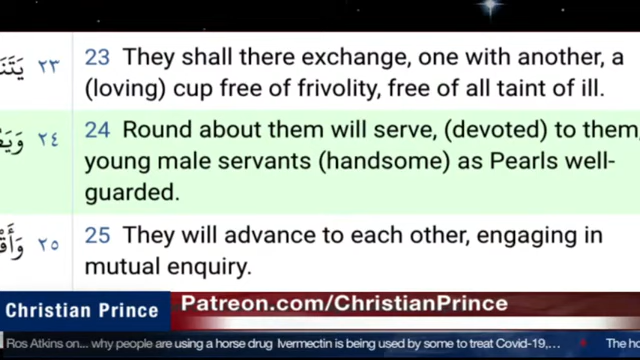 ٢٣ 23 They shall there exchange, one with another, a
(loving) cup free of frivolity, free of all taint of ill.
٢٤ 24 Round about them will serve, (devoted) to them,
young male servants (handsome) as Pearls well-
guarded.
٢٥ 25 They will advance to each other, engaging in
mutual enquiry.
Christian Prince Patreon.com/ChristianPrince
Ros Atkins on... why people are using a horse drug Ivermectin is being used by some to treat Covid-19,... The